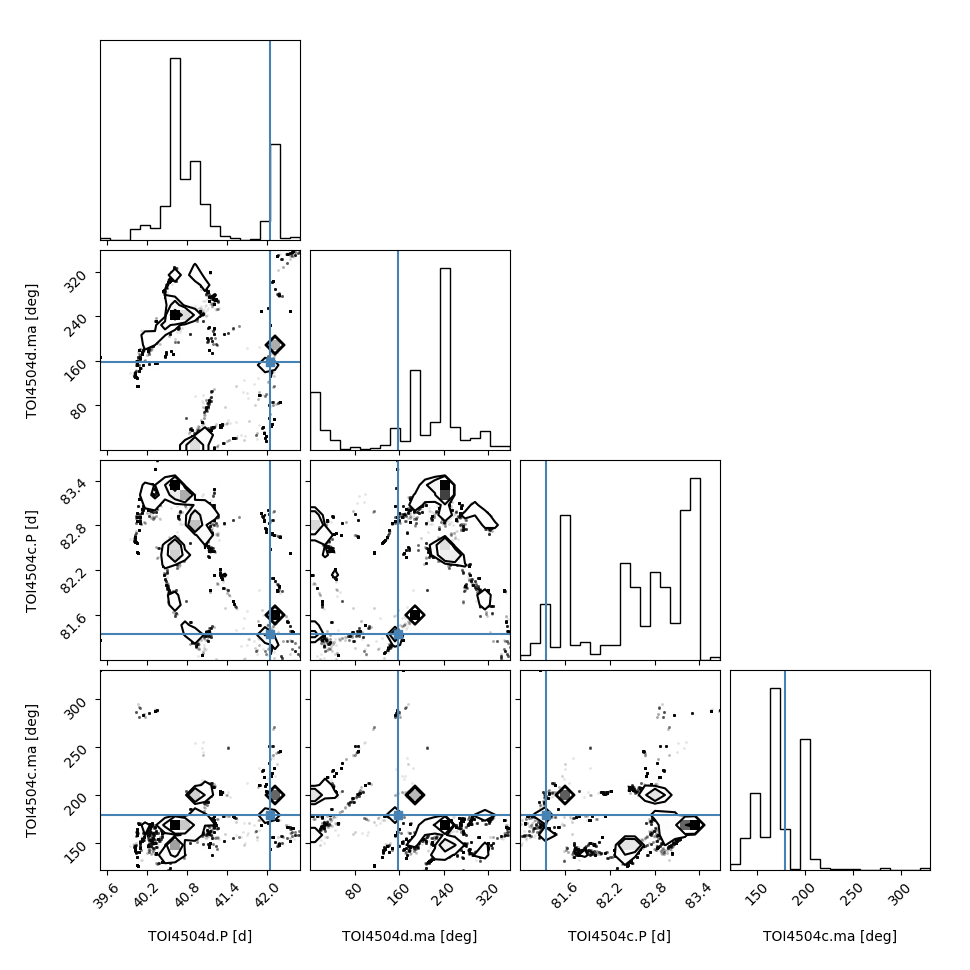 320
240
160
80
TOI4504d.ma [deg]
83.4
82.8
82.2
81.6
TOI4504c.P [d]
300
250
200
150
TOI4504c.ma [deg]
39.6 40.2 40.8 41.4 42.0 80 160 240 320 81.6 82.2 82.8 83.4 150 200 250 300
TOI4504d.P [d] TOI4504d.ma [deg] TOI4504c.P [d] TOI4504c.ma [deg]